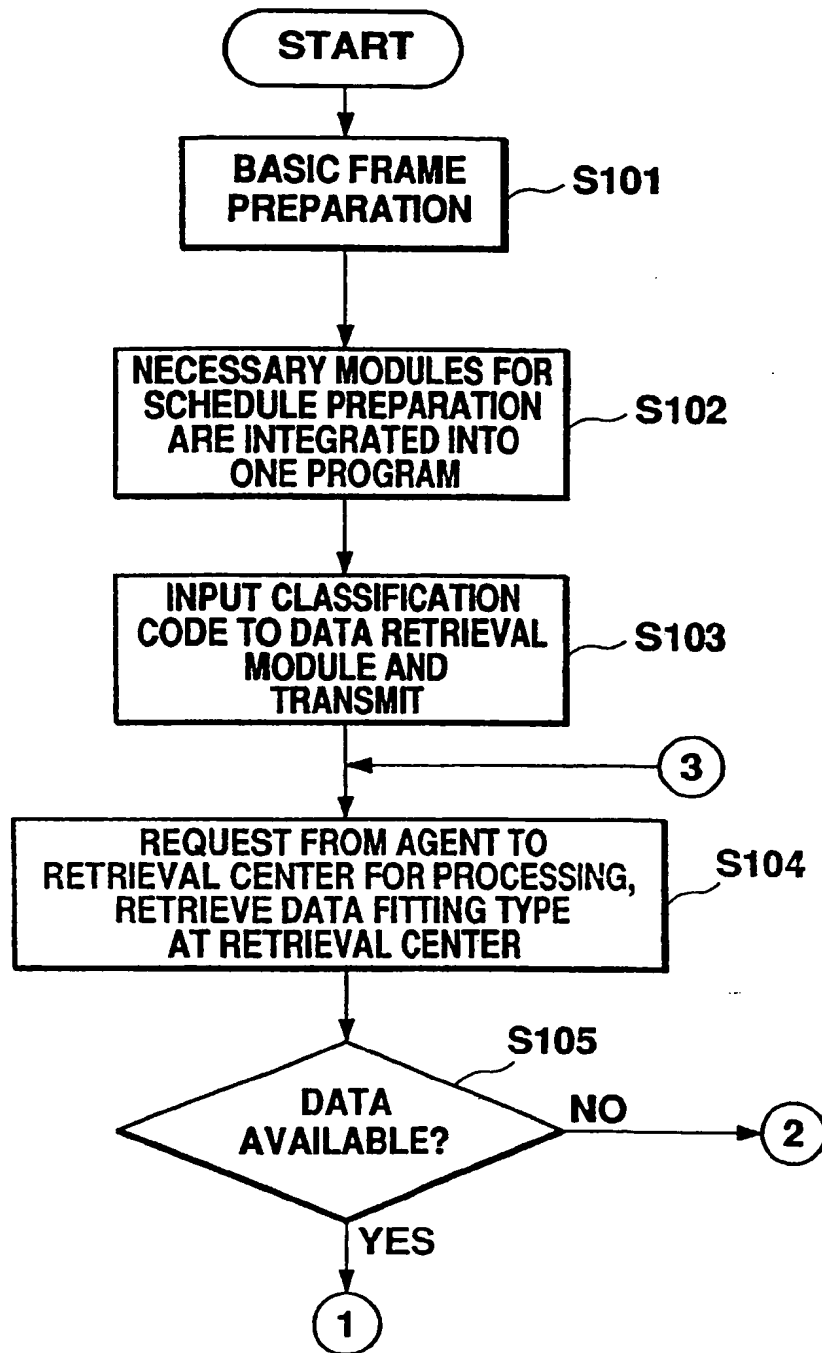 START
BASIC FRAME
PREPARATION
S101
NECESSARY MODULES FOR
SCHEDULE PREPARATION
ARE INTEGRATED INTO
ONE PROGRAM
S102
INPUT CLASSIFICATION
CODE TO DATA RETRIEVAL
MODULE AND
TRANSMIT
S103
3
REQUEST FROM AGENT TO
RETRIEVAL CENTER FOR PROCESSING,
RETRIEVE DATA FITTING TYPE
AT RETRIEVAL CENTER
S104
S105
DATA
AVAILABLE?
NO
2
YES
1